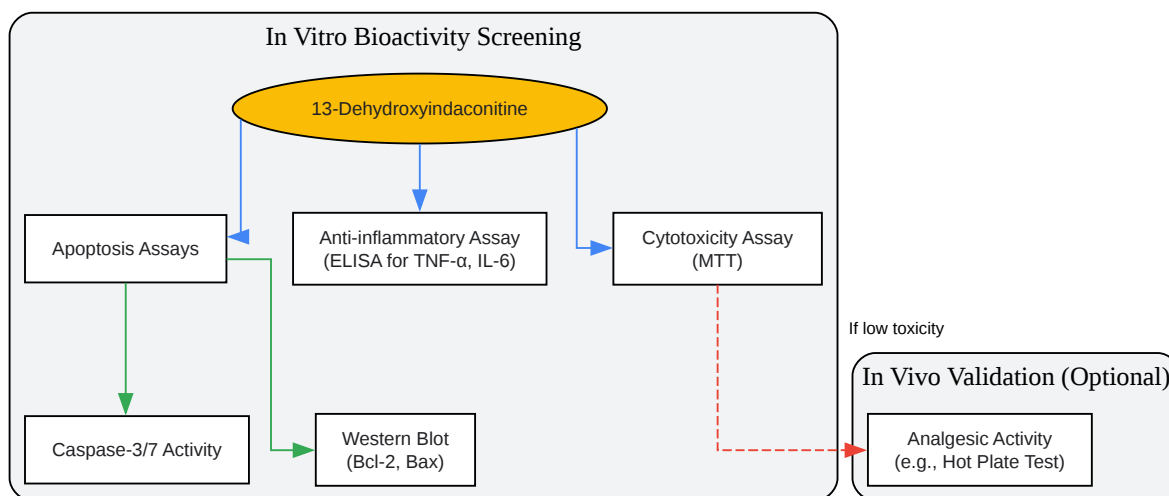 In Vitro Bioactivity Screening
13-Dehydroxyindaconitine
Apoptosis Assays
Anti-inflammatory Assay
(ELISA for TNF-α, IL-6)
Cytotoxicity Assay
(MTT)
If low toxicity
In Vivo Validation (Optional)
Caspase-3/7 Activity
Western Blot
(Bcl-2, Bax)
Analgesic Activity
(e.g., Hot Plate Test)